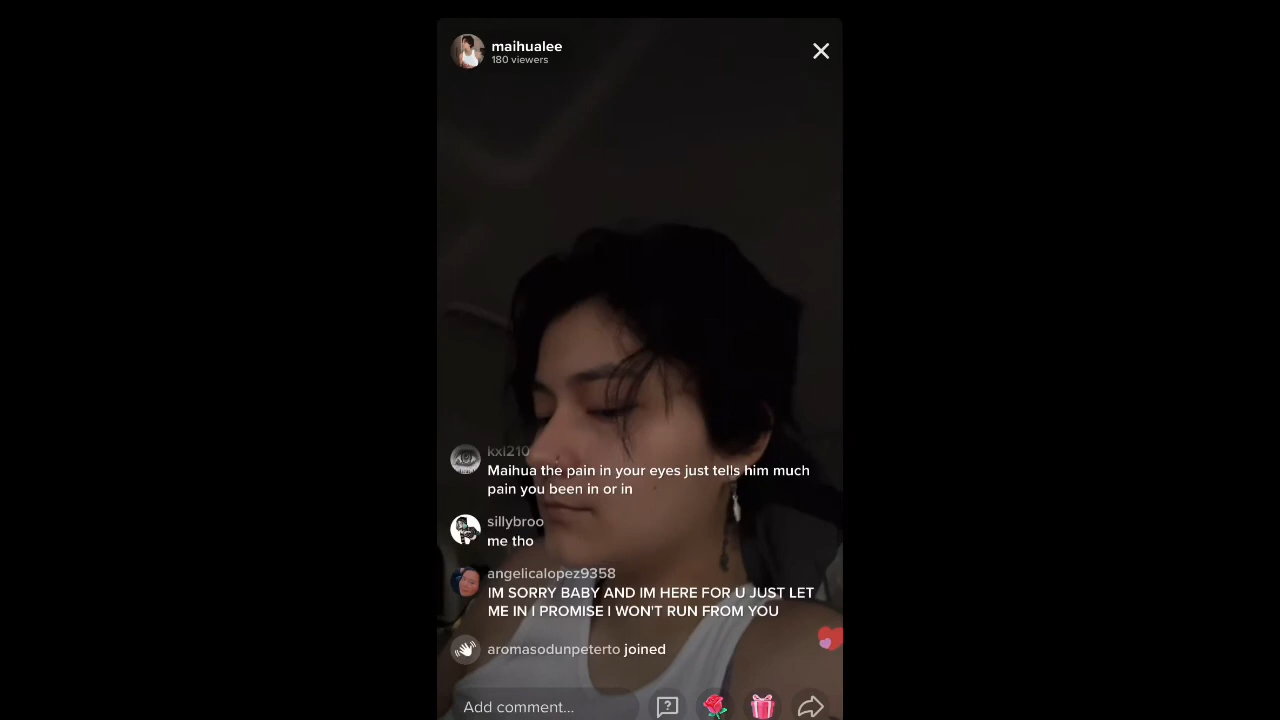 maihualee
180 viewers
kxl210
Maihua the pain in your eyes just tells him much
pain you been in or in
sillybroo
me tho
angelicalopez9358
IM SORRY BABY AND IM HERE FOR U JUST LET
ME IN I PROMISE I WON'T RUN FROM YOU
aromasodunpeterto joined
Add comment...